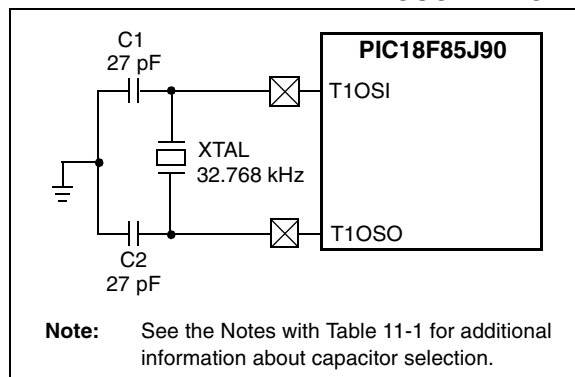 C1
27 pF
PIC18F85J90
T1OSI
XTAL
32.768 kHz
T1OSO
C2
27 pF
Note: See the Notes with Table 11-1 for additional
information about capacitor selection.